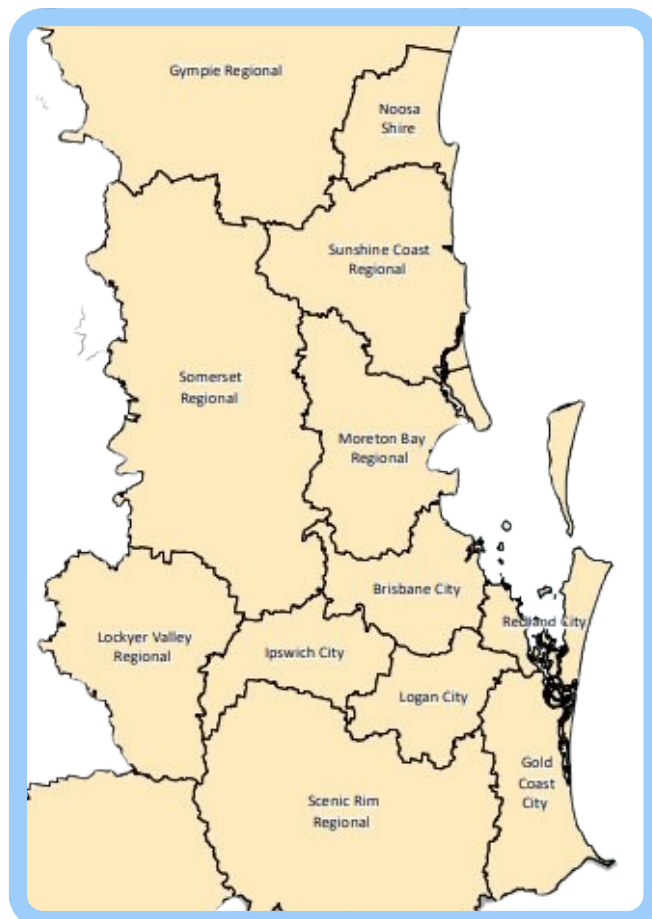 Gympie Regional
Noosa
Shire
Sunshine Coast
Regional
Somerset
Regional
Moreton Bay
Regional
Brisbane City
Redland City
Lockyer Valley
Regional
Ipswich City
Logan City
Gold
Coast
City
Scenic Rim
Regional